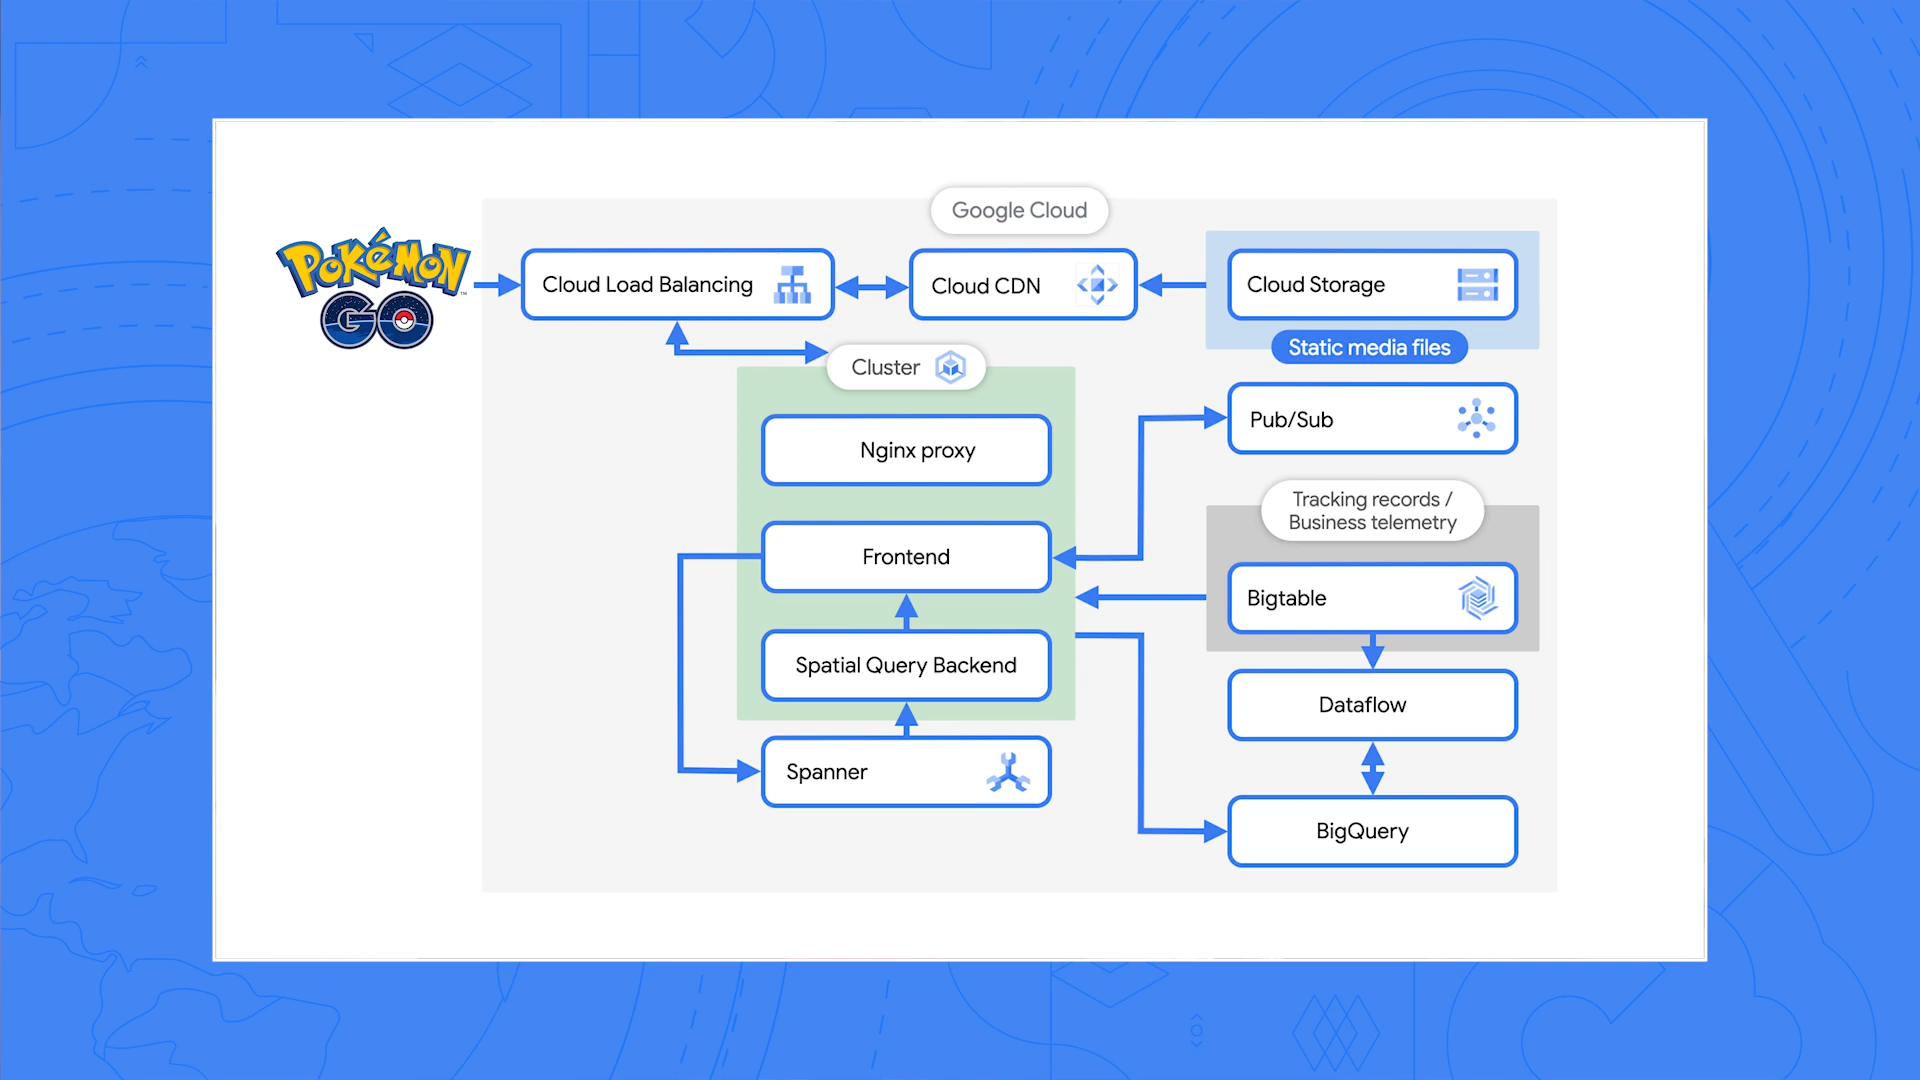 Google Cloud
POKÉMON
GO
™
Cloud Load Balancing
Cloud CDN
Cloud Storage
Static media files
Cluster
Nginx proxy
Pub/Sub
Tracking records /
Business telemetry
Frontend
Bigtable
Spatial Query Backend
Dataflow
Spanner
BigQuery